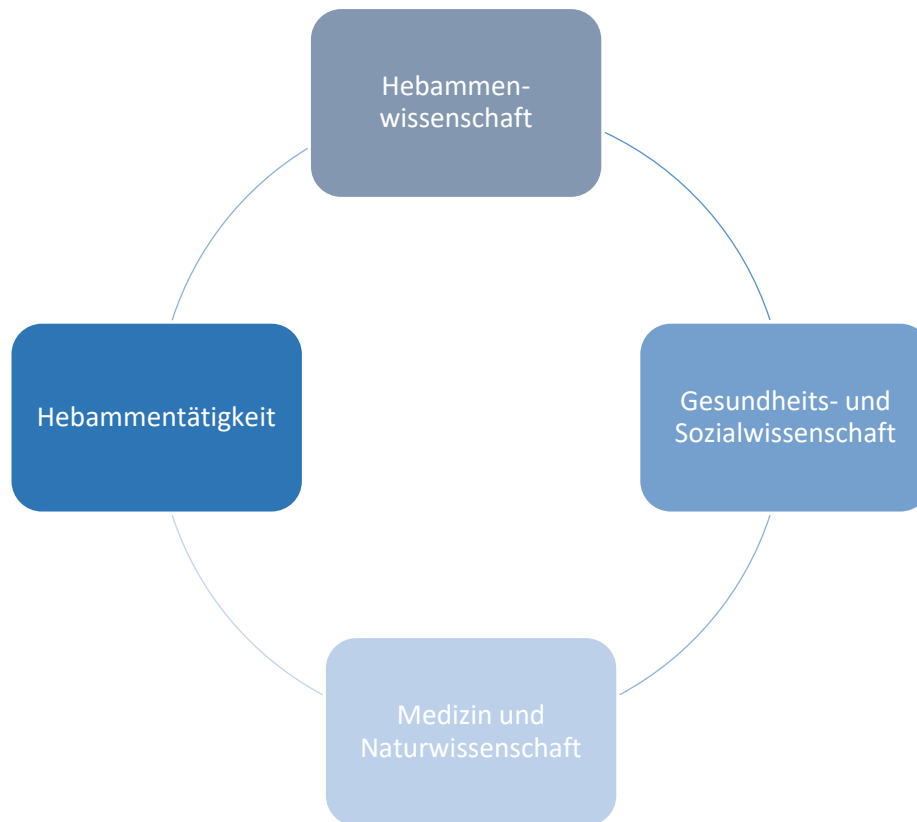 Hebammen-
wissenschaft
Hebammentätigkeit
Gesundheits- und
Sozialwissenschaft
Medizin und
Naturwissenschaft